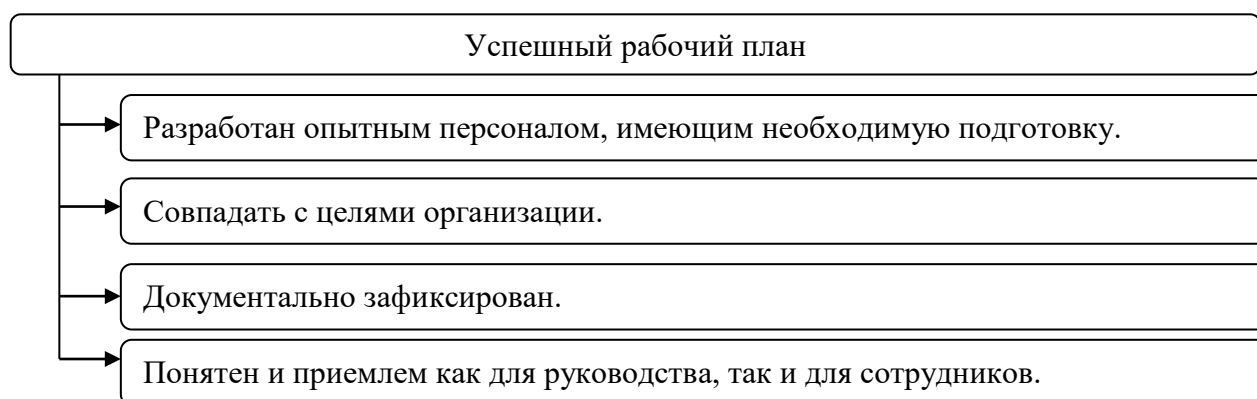 Успешный рабочий план
Разработан опытным персоналом, имеющим необходимую подготовку.
Совпадать с целями организации.
Документально зафиксирован.
Понятен и приемлем как для руководства, так и для сотрудников.